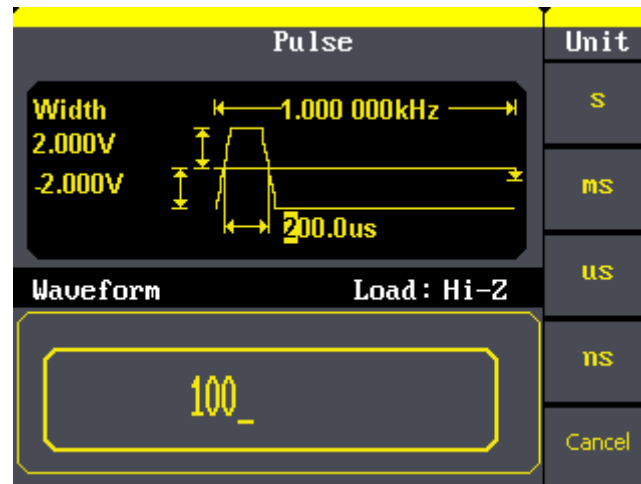 Pulse
Unit
Width
1.000 000kHz
2.000V
-2.000V
200.0us
Waveform
Load: Hi-Z
100_
s
ms
us
ns
Cancel